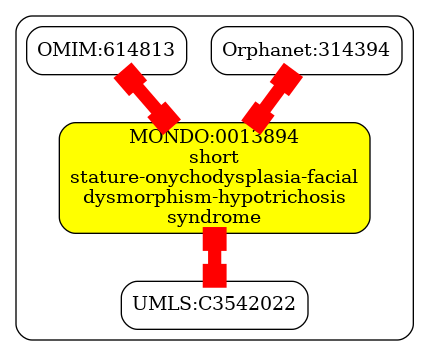 OMIM:614813
Orphanet:314394
MONDO:0013894
short
stature-onychodysplasia-facial
dysmorphism-hypotrichosis
syndrome
UMLS:C3542022